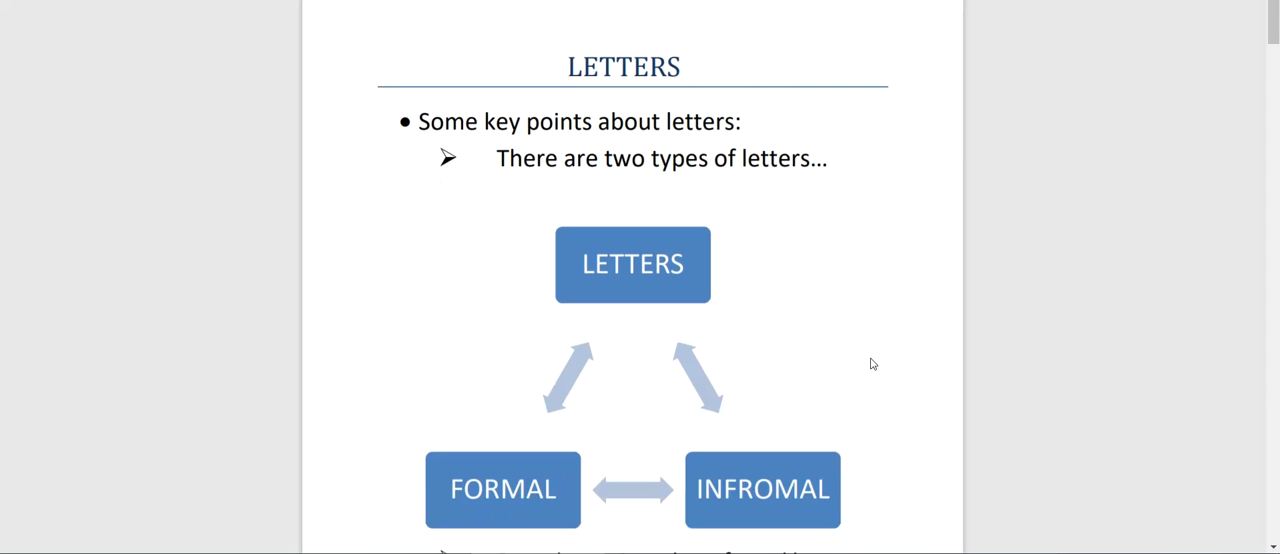 LETTERS
• Some key points about letters:
➢ There are two types of letters...
LETTERS
FORMAL
INFROMAL